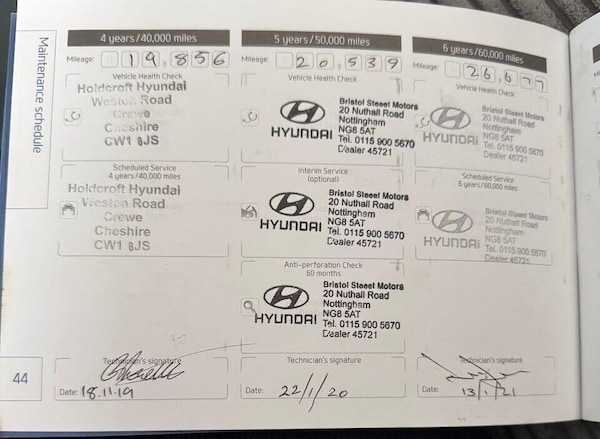 Maintenance schedule
4 years/40,000 miles
Mileage: 19,856
Vehicle Health Check
Holdcroft Hyundai
Weston Road
Crewe
Cheshire
CW1 8JS
Scheduled Service
4 years/40,000 miles
Holdcroft Hyundai
Weston Road
Crewe
Cheshire
CW1 8JS
Technician's signature
Date: 18.11.19
5 years/50,000 miles
Mileage: 20,539
Vehicle Health Check
HYUNDAI
Bristol Street Motors
20 Nuthall Road
Nottingham
NG8 5AT
Tel. 0115 900 5670
Dealer 45721
Interim Service
(optional)
HYUNDAI
Bristol Street Motors
20 Nuthall Road
Nottingham
NG8 5AT
Tel. 0115 900 5670
Dealer 45721
Anti-perforation Check
60 months
HYUNDAI
Bristol Street Motors
20 Nuthall Road
Nottingham
NG8 5AT
Tel. 0115 900 5670
Dealer 45721
Technician's signature
Date: 22/1/20
6 years/60,000 miles
Mileage: 26,677
Vehicle Health Check
HYUNDAI
Bristol Street Motors
20 Nuthall Road
Nottingham
NG8 5AT
Tel. 0115 900 5670
Dealer 45721
Scheduled Service
6 years/60,000 miles
HYUNDAI
Bristol Street Motors
20 Nuthall Road
Nottingham
NG8 5AT
Tel. 0115 900 5670
Dealer 45721
Technician's signature
Date: 13/1/21
44